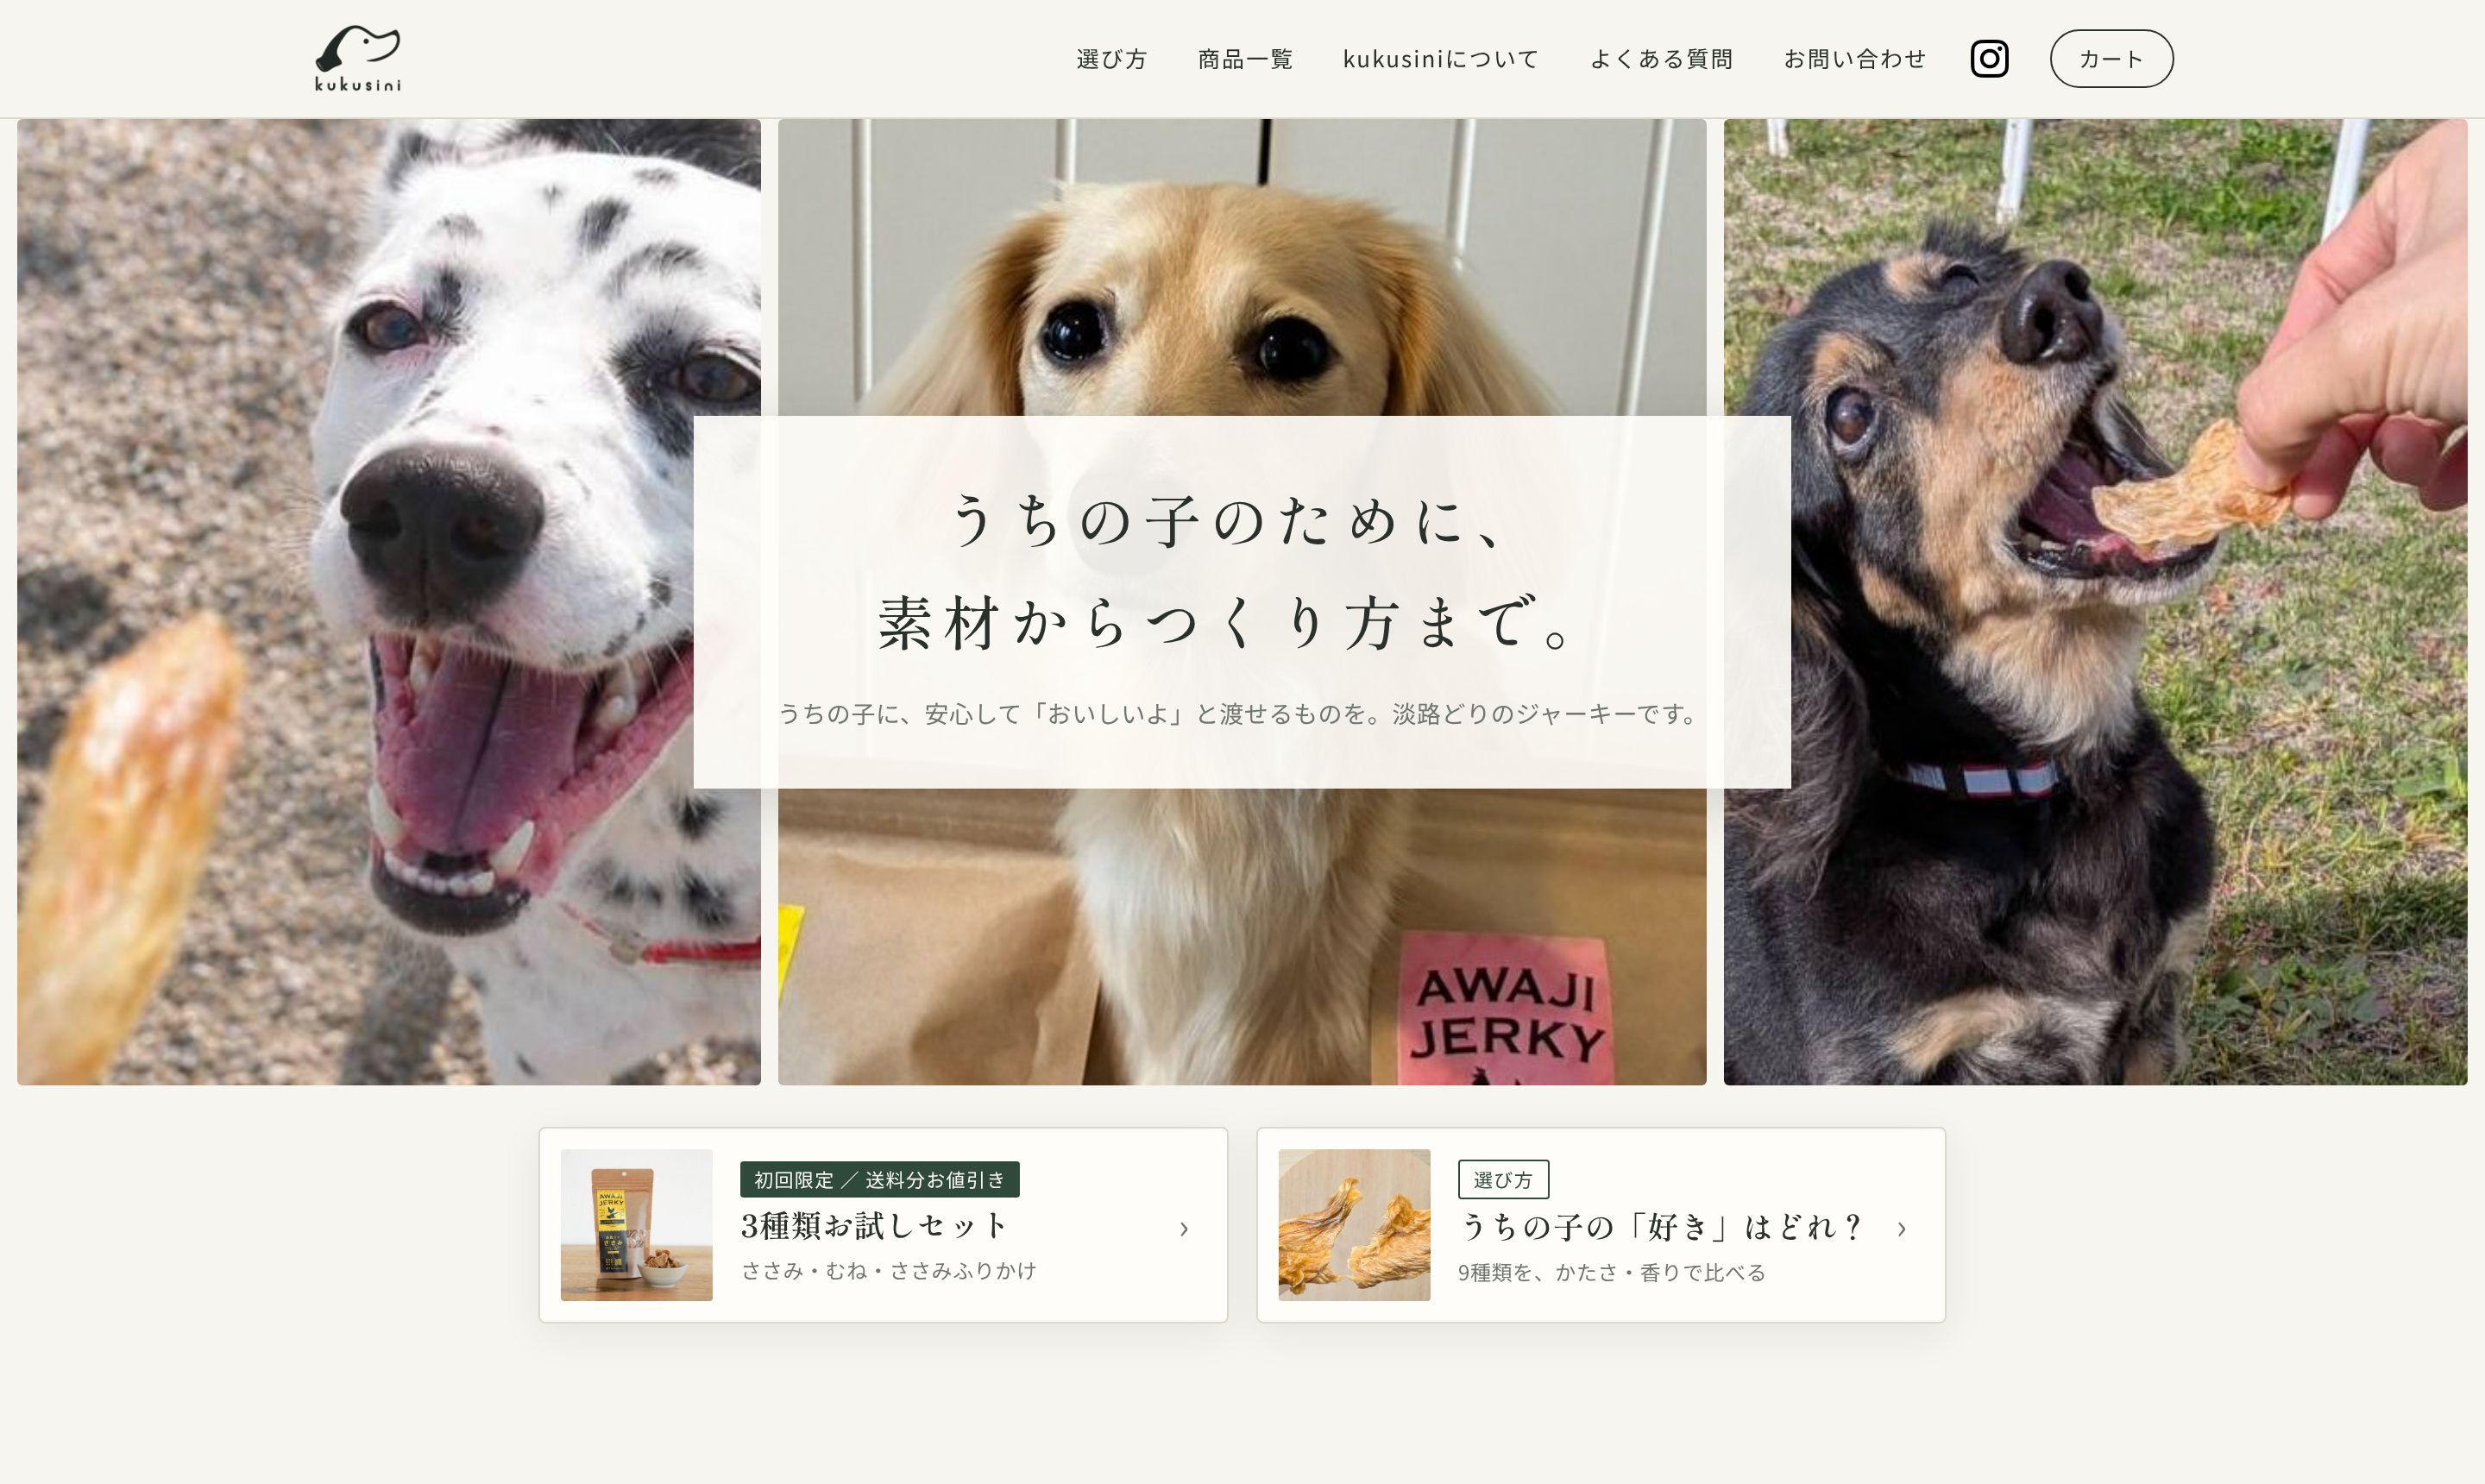 kukusini
選び方
商品一覧
kukusiniについて
よくある質問
お問い合わせ
カート
うちの子のために、
素材からつくり方まで。
うちの子に、安心して「おいしいよ」と渡せるものを。淡路どりのジャーキーです。
AWAJI
JERKY
AWAJI
JERKY
ささみ
初回限定 ／ 送料分お値引き
3種類お試しセット
ささみ・むね・ささみふりかけ
選び方
うちの子の「好き」はどれ？
9種類を、かたさ・香りで比べる